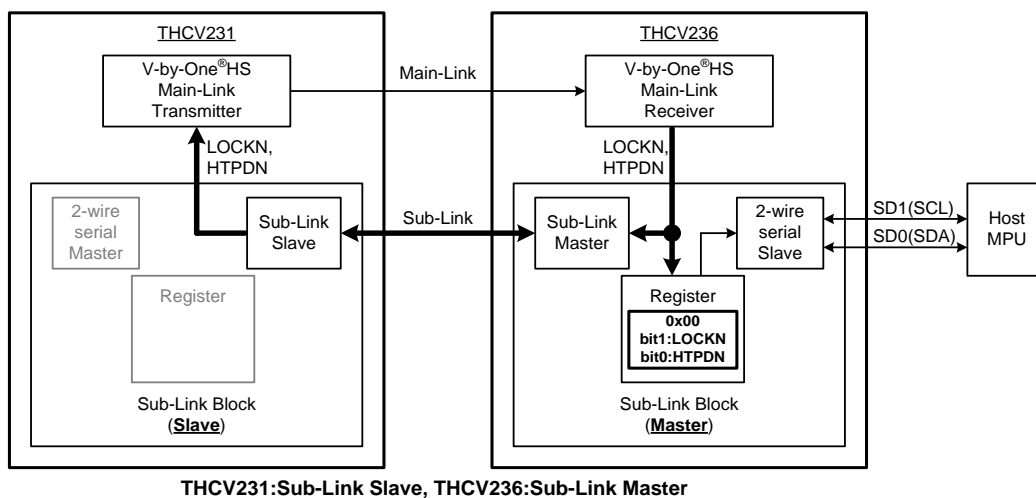 THCV231
V-by-One®HS
Main-Link
Transmitter
LOCKN,
HTPDN
2-wire
serial
Master
Sub-Link
Slave
Register
Sub-Link Block
(Slave)
Main-Link
Sub-Link
THCV236
V-by-One®HS
Main-Link
Receiver
LOCKN,
HTPDN
Sub-Link
Master
2-wire
serial
Slave
Register
0x00
bit1:LOCKN
bit0:HTPDN
Sub-Link Block
(Master)
SD1(SCL)
SD0(SDA)
Host
MPU
THCV231:Sub-Link Slave, THCV236:Sub-Link Master